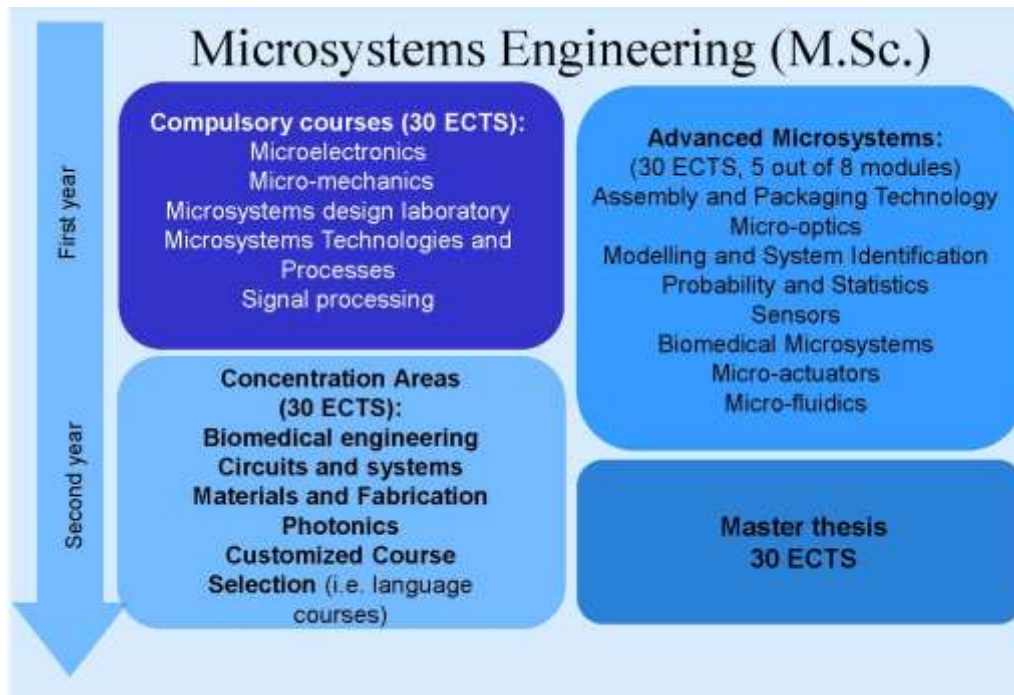 Microsystems Engineering (M.Sc.)
First year
Compulsory courses (30 ECTS):
Microelectronics
Micro-mechanics
Microsystems design laboratory
Microsystems Technologies and
Processes
Signal processing
Advanced Microsystems:
(30 ECTS, 5 out of 8 modules)
Assembly and Packaging Technology
Micro-optics
Modelling and System Identification
Probability and Statistics
Sensors
Biomedical Microsystems
Micro-actuators
Micro-fluidics
Second year
Concentration Areas
(30 ECTS):
Biomedical engineering
Circuits and systems
Materials and Fabrication
Photonics
Customized Course
Selection (i.e. language
courses)
Master thesis
30 ECTS